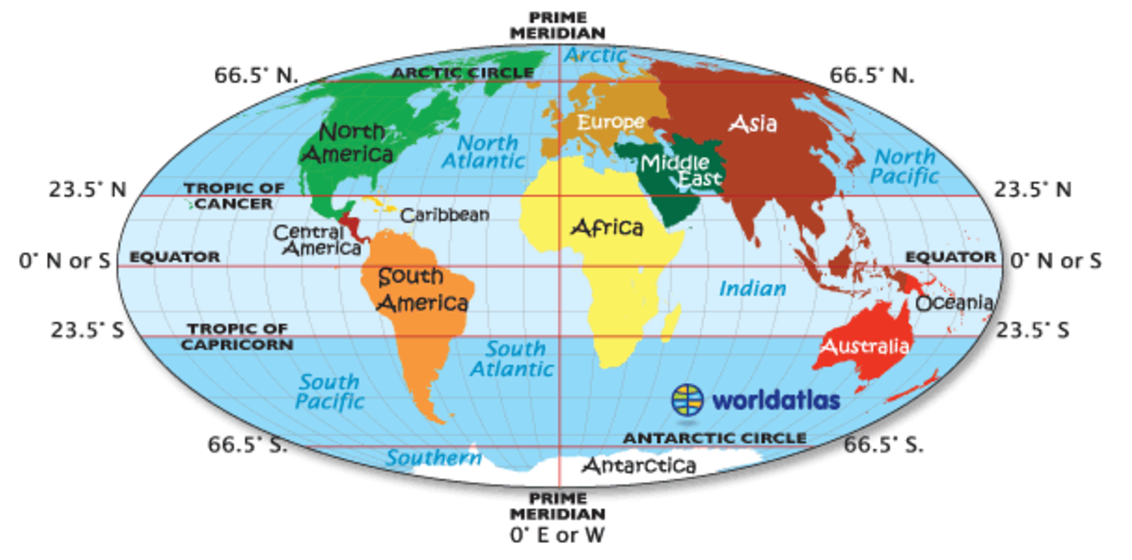 PRIME
MERIDIAN
Arctic
66.5° N.
ARCTIC CIRCLE
66.5° N.
North
America
North
Atlantic
Europe
Asia
Middle
East
North
Pacific
23.5° N
TROPIC OF
CANCER
23.5° N
Caribbean
Central
America
Africa
0° N or S
EQUATOR
EQUATOR
0° N or S
South
America
Indian
Oceania
23.5° S
TROPIC OF
CAPRICORN
23.5° S
Australia
South
Atlantic
South
Pacific
worldatlas
66.5° S.
ANTARCTIC CIRCLE
66.5° S.
Southern
Antarctica
PRIME
MERIDIAN
0° E or W